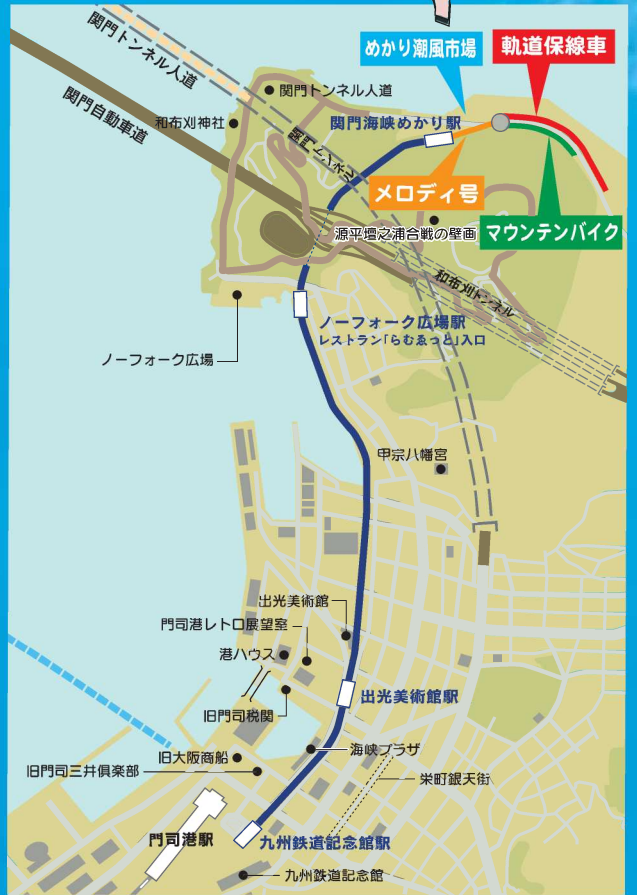 関門トンネル人道
関門自動車道
めかり潮風市場
軌道保線車
関門トンネル人道
和布刈神社
関門海峡めかり駅
関門トンネル
メロディ号
源平壇之浦合戦の壁画
マウンテンバイク
和布刈トンネル
ノーフォーク広場駅
レストラン「らむゑっと」入口
ノーフォーク広場
甲宗八幡宮
出光美術館
門司港レトロ展望室
港ハウス
出光美術館駅
旧門司税関
海峡プラザ
旧大阪商船
旧門司三井倶楽部
栄町銀天街
門司港駅
九州鉄道記念館駅
九州鉄道記念館